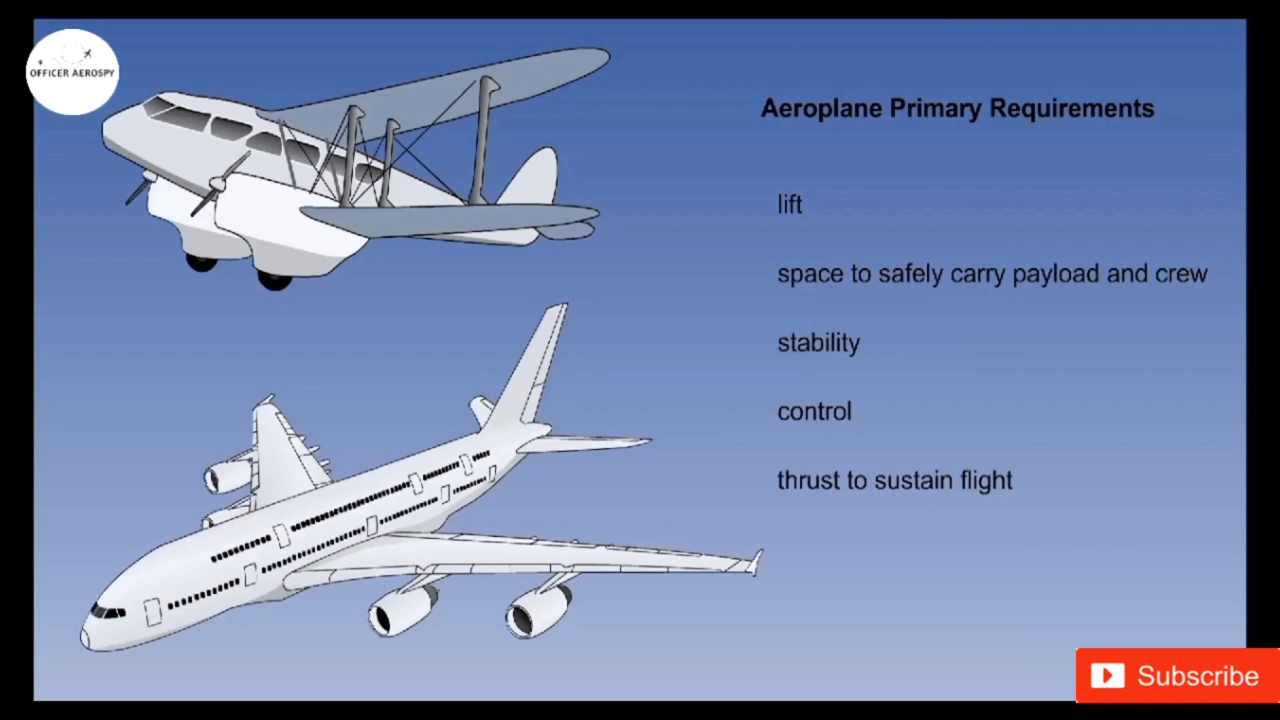 OFFICER AEROSPY
Aeroplane Primary Requirements
lift
space to safely carry payload and crew
stability
control
thrust to sustain flight
Subscribe